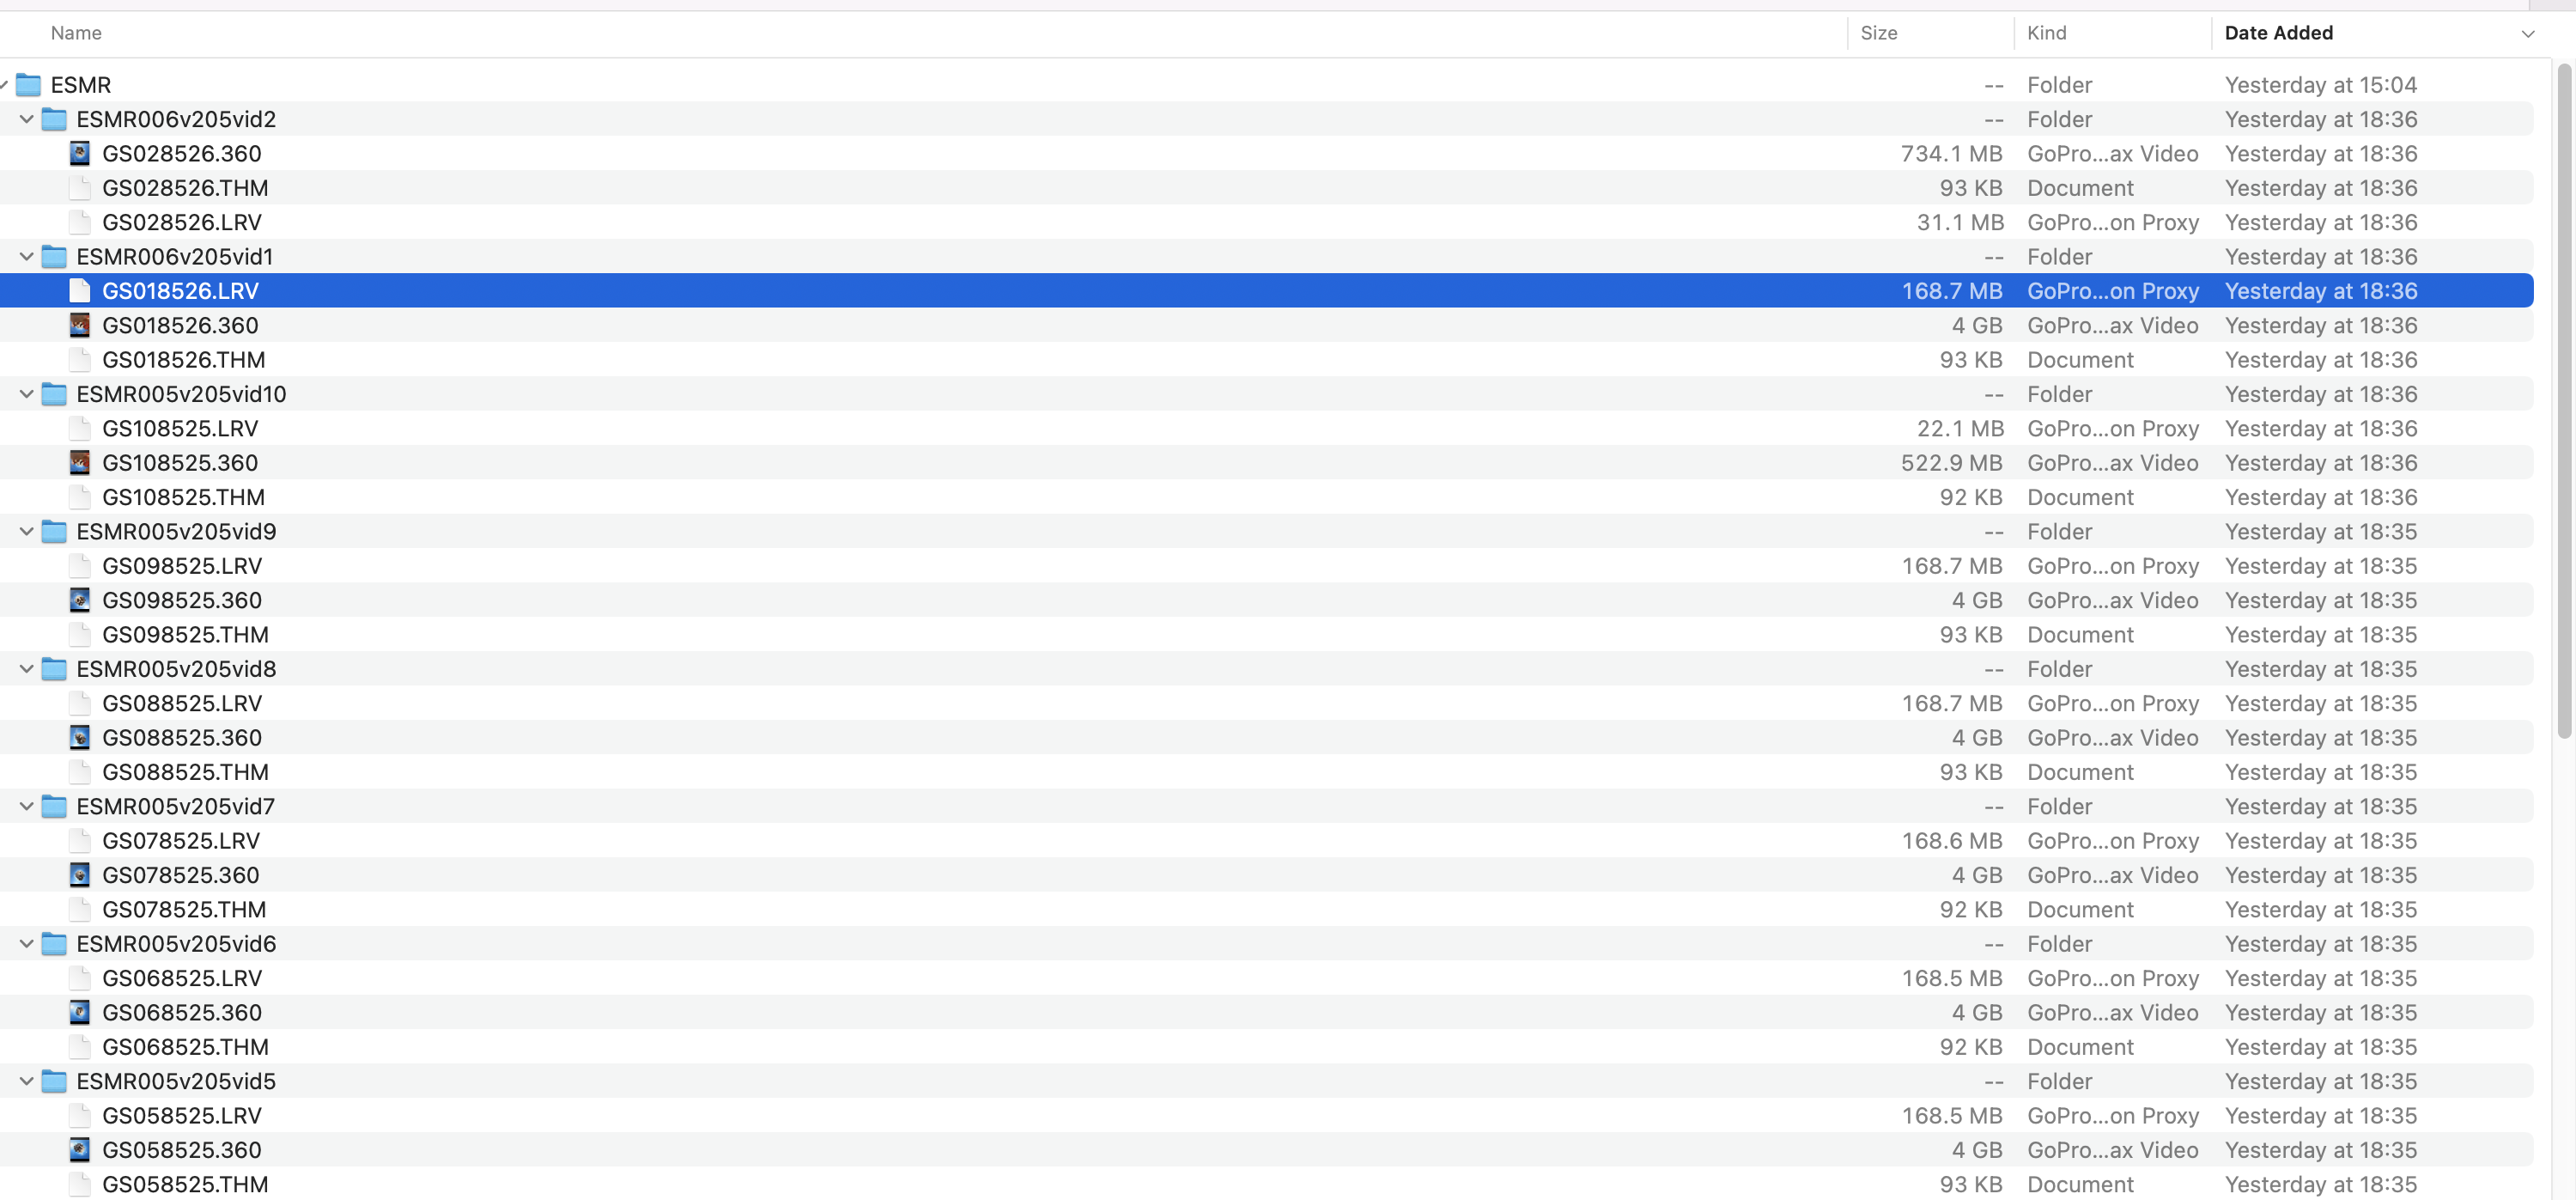 Name Size Kind Date Added
ESMR -- Folder Yesterday at 15:04
ESMR006v205vid2 -- Folder Yesterday at 18:36
GS028526.360 734.1 MB GoPro...ax Video Yesterday at 18:36
GS028526.THM 93 KB Document Yesterday at 18:36
GS028526.LRV 31.1 MB GoPro...on Proxy Yesterday at 18:36
ESMR006v205vid1 -- Folder Yesterday at 18:36
GS018526.LRV 168.7 MB GoPro...on Proxy Yesterday at 18:36
GS018526.360 4 GB GoPro...ax Video Yesterday at 18:36
GS018526.THM 93 KB Document Yesterday at 18:36
ESMR005v205vid10 -- Folder Yesterday at 18:36
GS108525.LRV 22.1 MB GoPro...on Proxy Yesterday at 18:36
GS108525.360 522.9 MB GoPro...ax Video Yesterday at 18:36
GS108525.THM 92 KB Document Yesterday at 18:36
ESMR005v205vid9 -- Folder Yesterday at 18:35
GS098525.LRV 168.7 MB GoPro...on Proxy Yesterday at 18:35
GS098525.360 4 GB GoPro...ax Video Yesterday at 18:35
GS098525.THM 93 KB Document Yesterday at 18:35
ESMR005v205vid8 -- Folder Yesterday at 18:35
GS088525.LRV 168.7 MB GoPro...on Proxy Yesterday at 18:35
GS088525.360 4 GB GoPro...ax Video Yesterday at 18:35
GS088525.THM 93 KB Document Yesterday at 18:35
ESMR005v205vid7 -- Folder Yesterday at 18:35
GS078525.LRV 168.6 MB GoPro...on Proxy Yesterday at 18:35
GS078525.360 4 GB GoPro...ax Video Yesterday at 18:35
GS078525.THM 92 KB Document Yesterday at 18:35
ESMR005v205vid6 -- Folder Yesterday at 18:35
GS068525.LRV 168.5 MB GoPro...on Proxy Yesterday at 18:35
GS068525.360 4 GB GoPro...ax Video Yesterday at 18:35
GS068525.THM 92 KB Document Yesterday at 18:35
ESMR005v205vid5 -- Folder Yesterday at 18:35
GS058525.LRV 168.5 MB GoPro...on Proxy Yesterday at 18:35
GS058525.360 4 GB GoPro...ax Video Yesterday at 18:35
GS058525.THM 93 KB Document Yesterday at 18:35